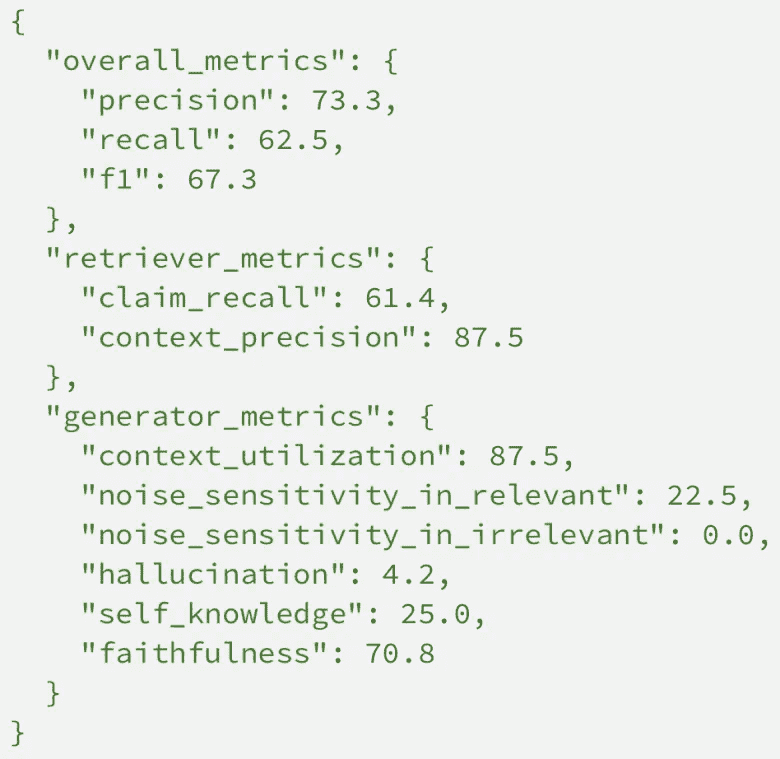 {
  "overall_metrics": {
    "precision": 73.3,
    "recall": 62.5,
    "f1": 67.3
  },
  "retriever_metrics": {
    "claim_recall": 61.4,
    "context_precision": 87.5
  },
  "generator_metrics": {
    "context_utilization": 87.5,
    "noise_sensitivity_in_relevant": 22.5,
    "noise_sensitivity_in_irrelevant": 0.0,
    "hallucination": 4.2,
    "self_knowledge": 25.0,
    "faithfulness": 70.8
  }
}